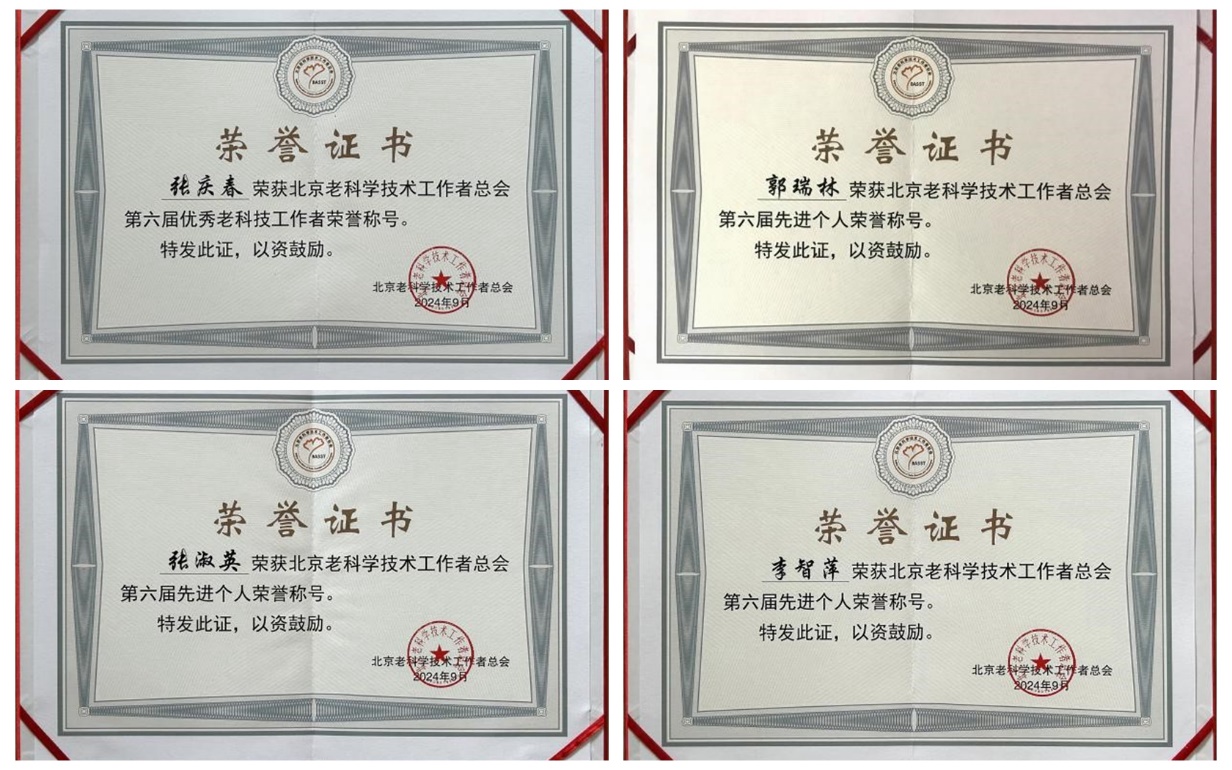 BASST
荣誉证书
张庆春 荣获北京老科学技术工作者总会
第六届优秀老科技工作者荣誉称号。
特发此证，以资鼓励。
北京老科学技术工作者总会
2024年9月
BASST
荣誉证书
郭瑞林 荣获北京老科学技术工作者总会
第六届先进个人荣誉称号。
特发此证，以资鼓励。
北京老科学技术工作者总会
2024年9月
BASST
荣誉证书
张淑英 荣获北京老科学技术工作者总会
第六届先进个人荣誉称号。
特发此证，以资鼓励。
北京老科学技术工作者总会
2024年9月
BASST
荣誉证书
李智萍 荣获北京老科学技术工作者总会
第六届先进个人荣誉称号。
特发此证，以资鼓励。
北京老科学技术工作者总会
2024年9月